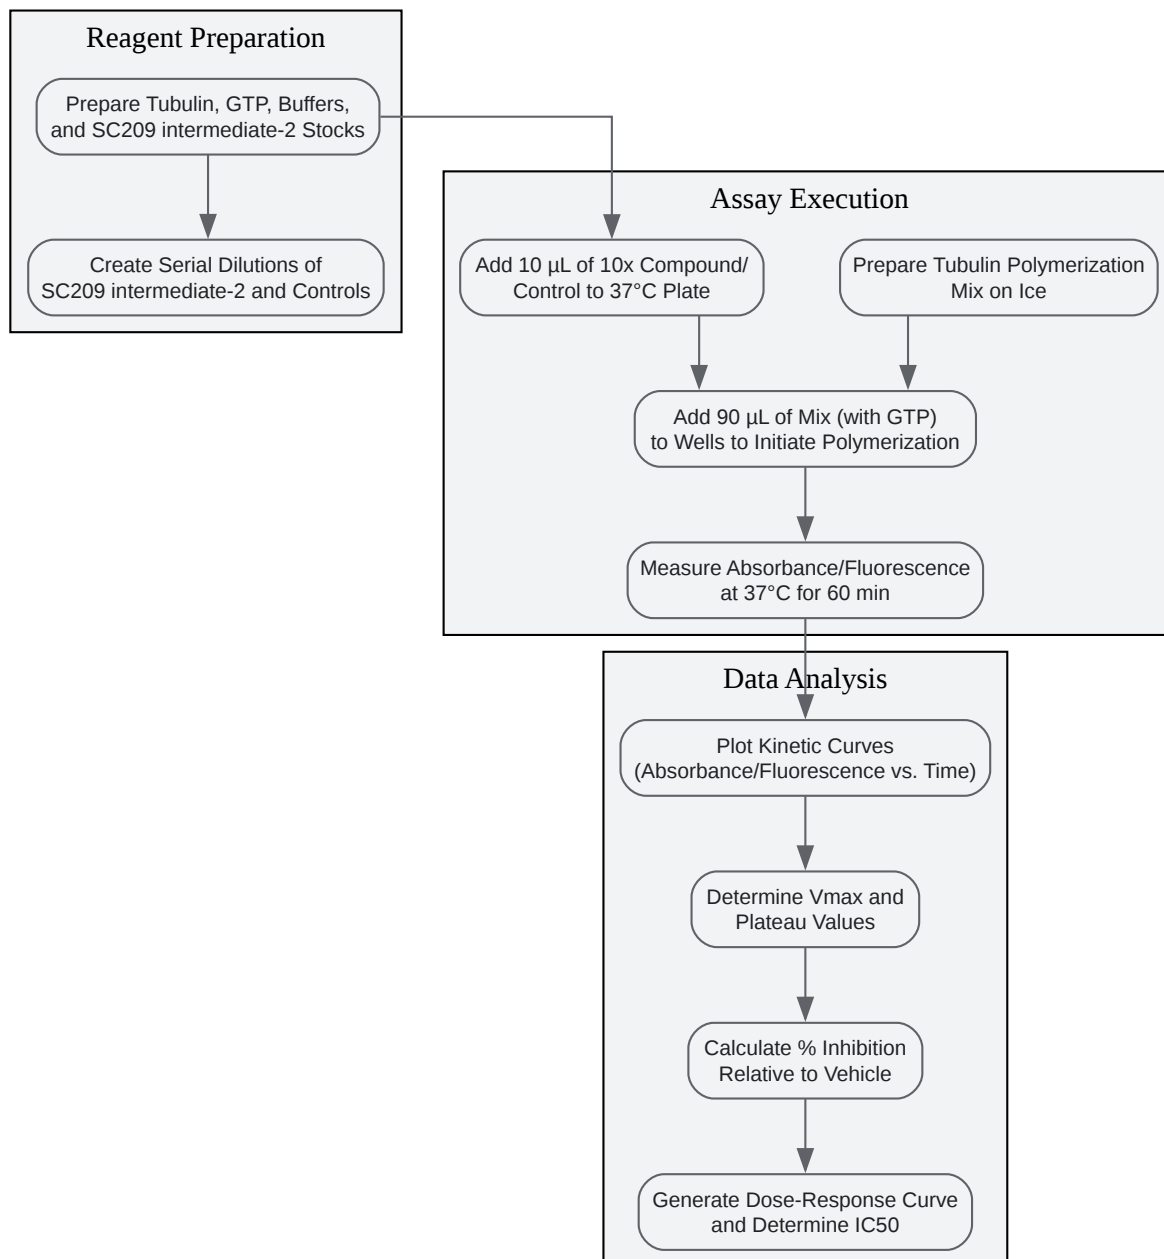 Reagent Preparation
Prepare Tubulin, GTP, Buffers,
and SC209 intermediate-2 Stocks
Create Serial Dilutions of
SC209 intermediate-2 and Controls
Assay Execution
Add 10 µL of 10x Compound/
Control to 37°C Plate
Prepare Tubulin Polymerization
Mix on Ice
Add 90 µL of Mix (with GTP)
to Wells to Initiate Polymerization
Measure Absorbance/Fluorescence
at 37°C for 60 min
Data Analysis
Plot Kinetic Curves
(Absorbance/Fluorescence vs. Time)
Determine Vmax and
Plateau Values
Calculate % Inhibition
Relative to Vehicle
Generate Dose-Response Curve
and Determine IC50